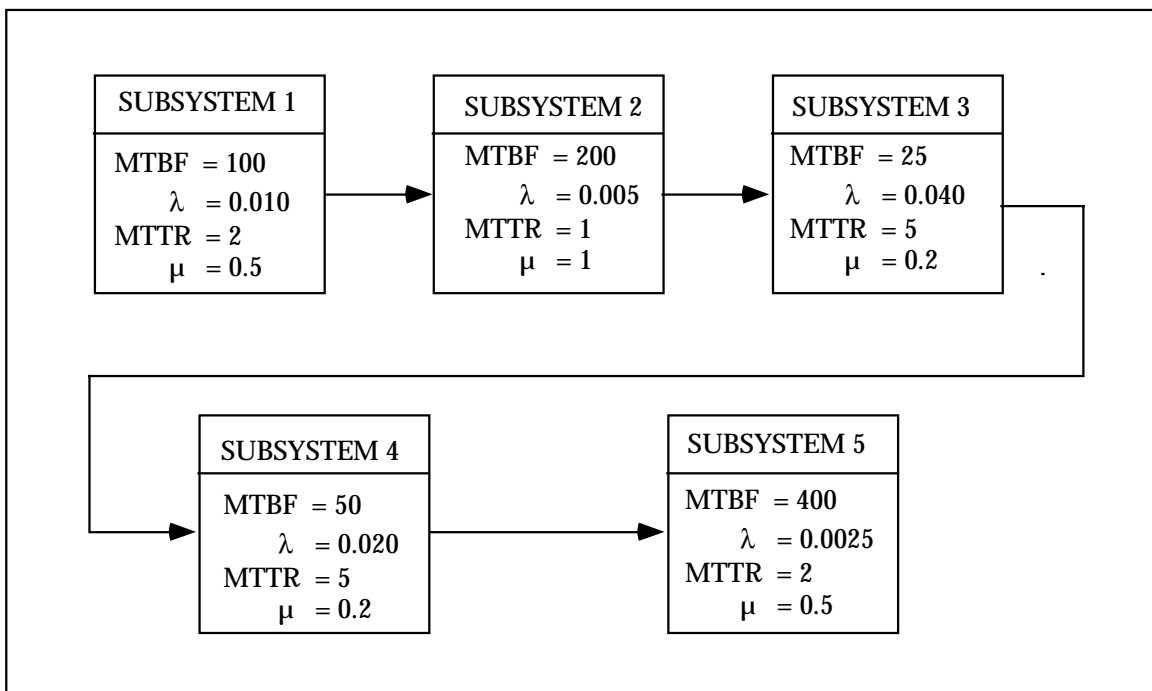 SUBSYSTEM 1
MTBF = 100
λ = 0.010
MTTR = 2
μ = 0.5
SUBSYSTEM 2
MTBF = 200
λ = 0.005
MTTR = 1
μ = 1
SUBSYSTEM 3
MTBF = 25
λ = 0.040
MTTR = 5
μ = 0.2
.
SUBSYSTEM 4
MTBF = 50
λ = 0.020
MTTR = 5
μ = 0.2
SUBSYSTEM 5
MTBF = 400
λ = 0.0025
MTTR = 2
μ = 0.5